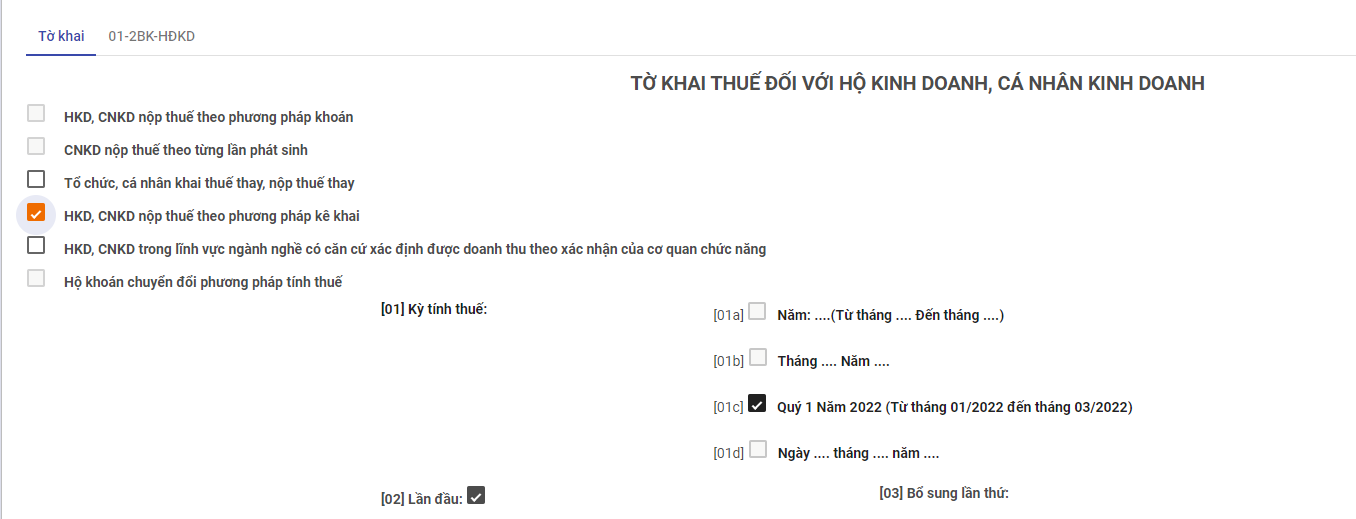 Tờ khai 01-2BK-HĐKD
TỜ KHAI THUẾ ĐỐI VỚI HỘ KINH DOANH, CÁ NHÂN KINH DOANH
HKD, CNKD nộp thuế theo phương pháp khoán
CNKD nộp thuế theo từng lần phát sinh
Tổ chức, cá nhân khai thuế thay, nộp thuế thay
HKD, CNKD nộp thuế theo phương pháp kê khai
HKD, CNKD trong lĩnh vực ngành nghề có căn cứ xác định được doanh thu theo xác nhận của cơ quan chức năng
Hộ khoán chuyển đổi phương pháp tính thuế
[01] Kỳ tính thuế:
[01a] Năm: ....(Từ tháng .... Đến tháng ....)
[01b] Tháng .... Năm ....
[01c] Quý 1 Năm 2022 (Từ tháng 01/2022 đến tháng 03/2022)
[01d] Ngày .... tháng .... năm ....
[02] Lần đầu: [03] Bổ sung lần thứ: